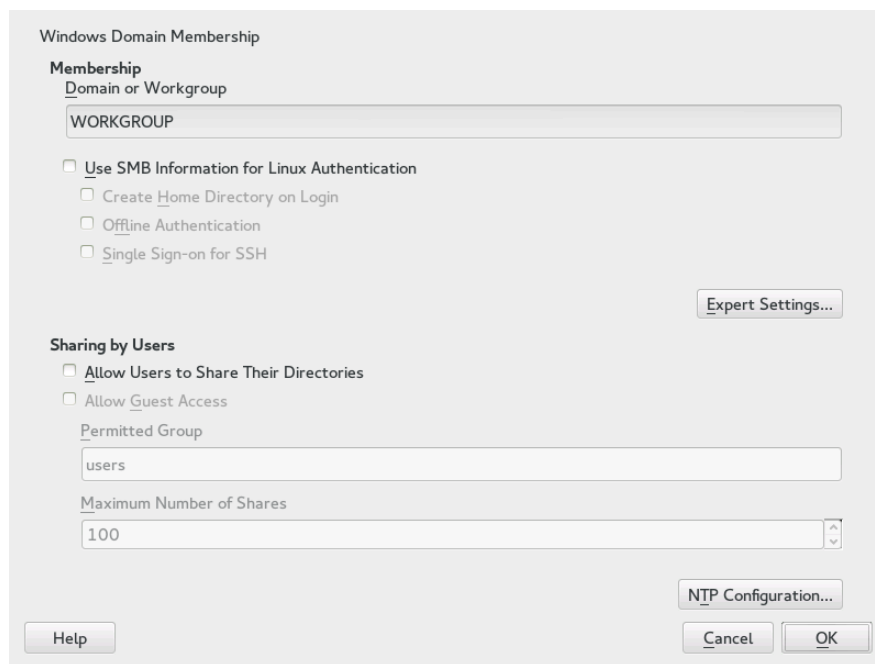 Windows Domain Membership
Membership
Domain or Workgroup
WORKGROUP
Use SMB Information for Linux Authentication
Create Home Directory on Login
Offline Authentication
Single Sign-on for SSH
Expert Settings...
Sharing by Users
Allow Users to Share Their Directories
Allow Guest Access
Permitted Group
users
Maximum Number of Shares
100
NTP Configuration...
Help Cancel OK